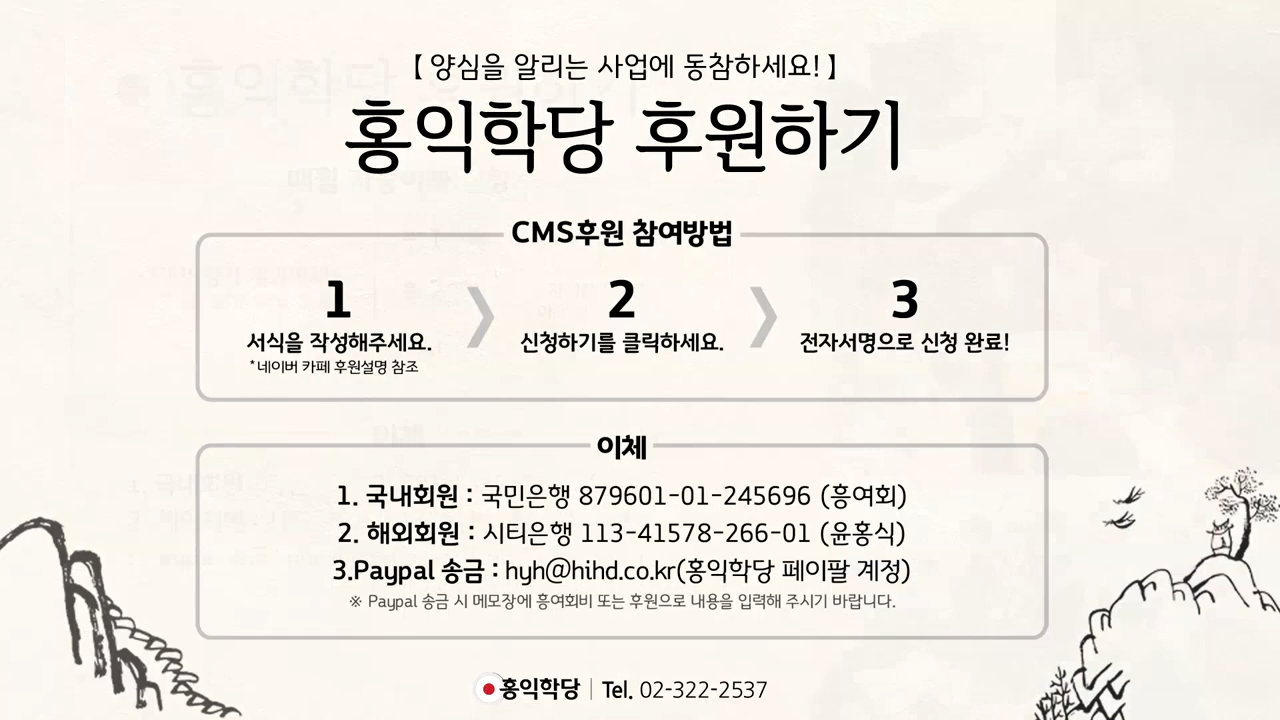 【 양심을 알리는 사업에 동참하세요! 】
홍익학당 후원하기
CMS후원 참여방법
1
서식을 작성해주세요.
*네이버 카페 후원설명 참조
2
신청하기를 클릭하세요.
3
전자서명으로 신청 완료!
이체
1. 국내회원 : 국민은행 879601-01-245696 (흥여회)
2. 해외회원 : 시티은행 113-41578-266-01 (윤홍식)
3.Paypal 송금 : hyh@hihd.co.kr(홍익학당 페이팔 계정)
※ Paypal 송금 시 메모장에 흥여회비 또는 후원으로 내용을 입력해 주시기 바랍니다.
홍익학당 | Tel. 02-322-2537